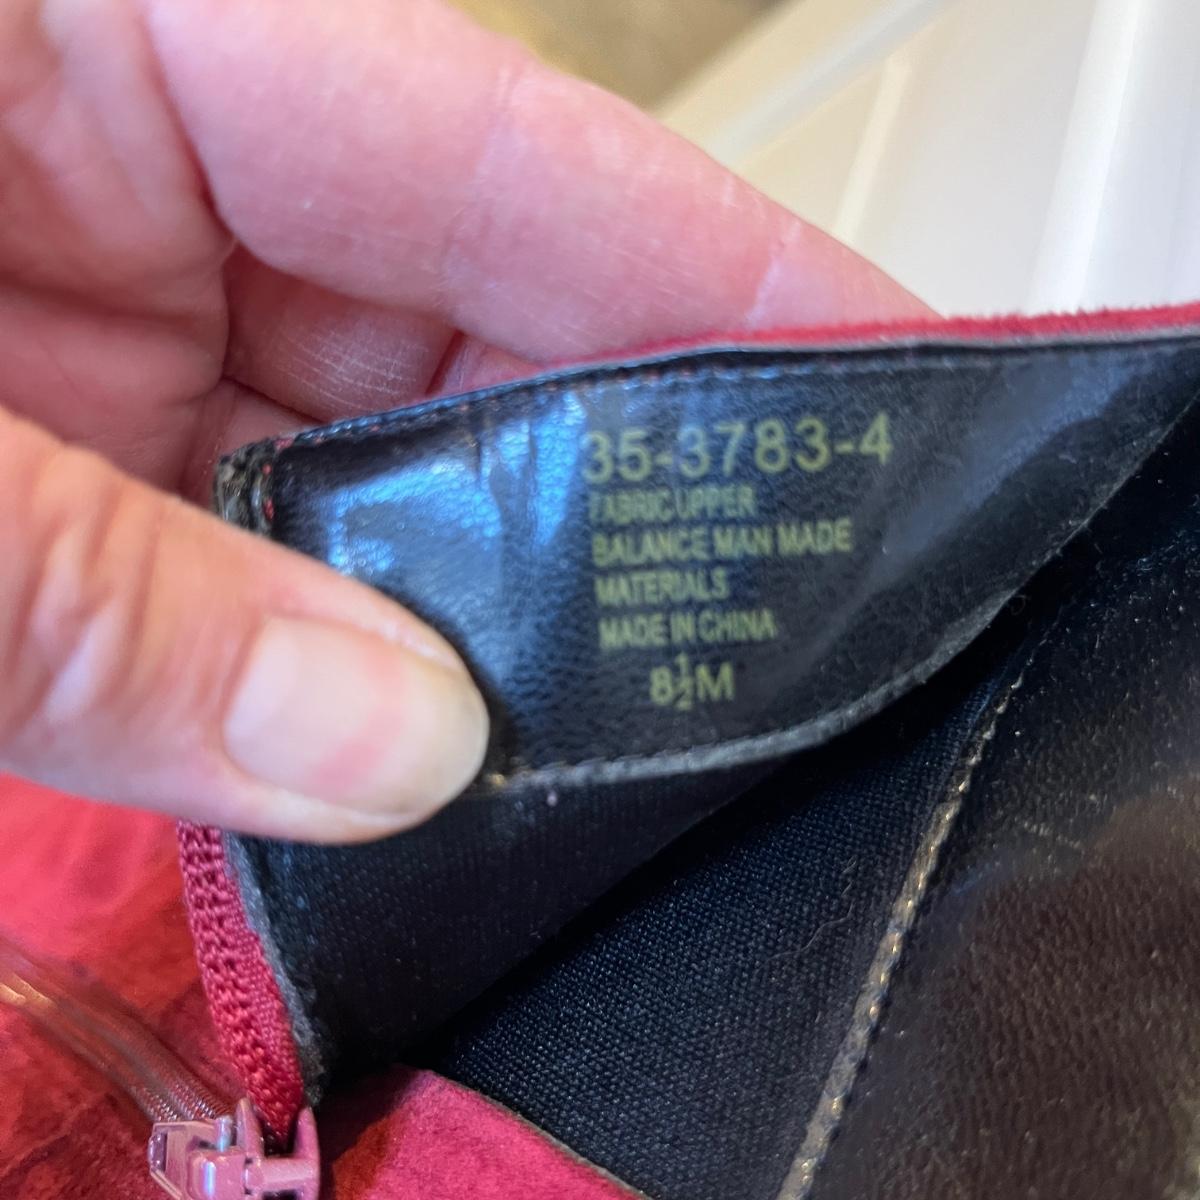 35-3783-4
FABRIC UPPER
BALANCE MAN MADE
MATERIALS
MADE IN CHINA
8½M